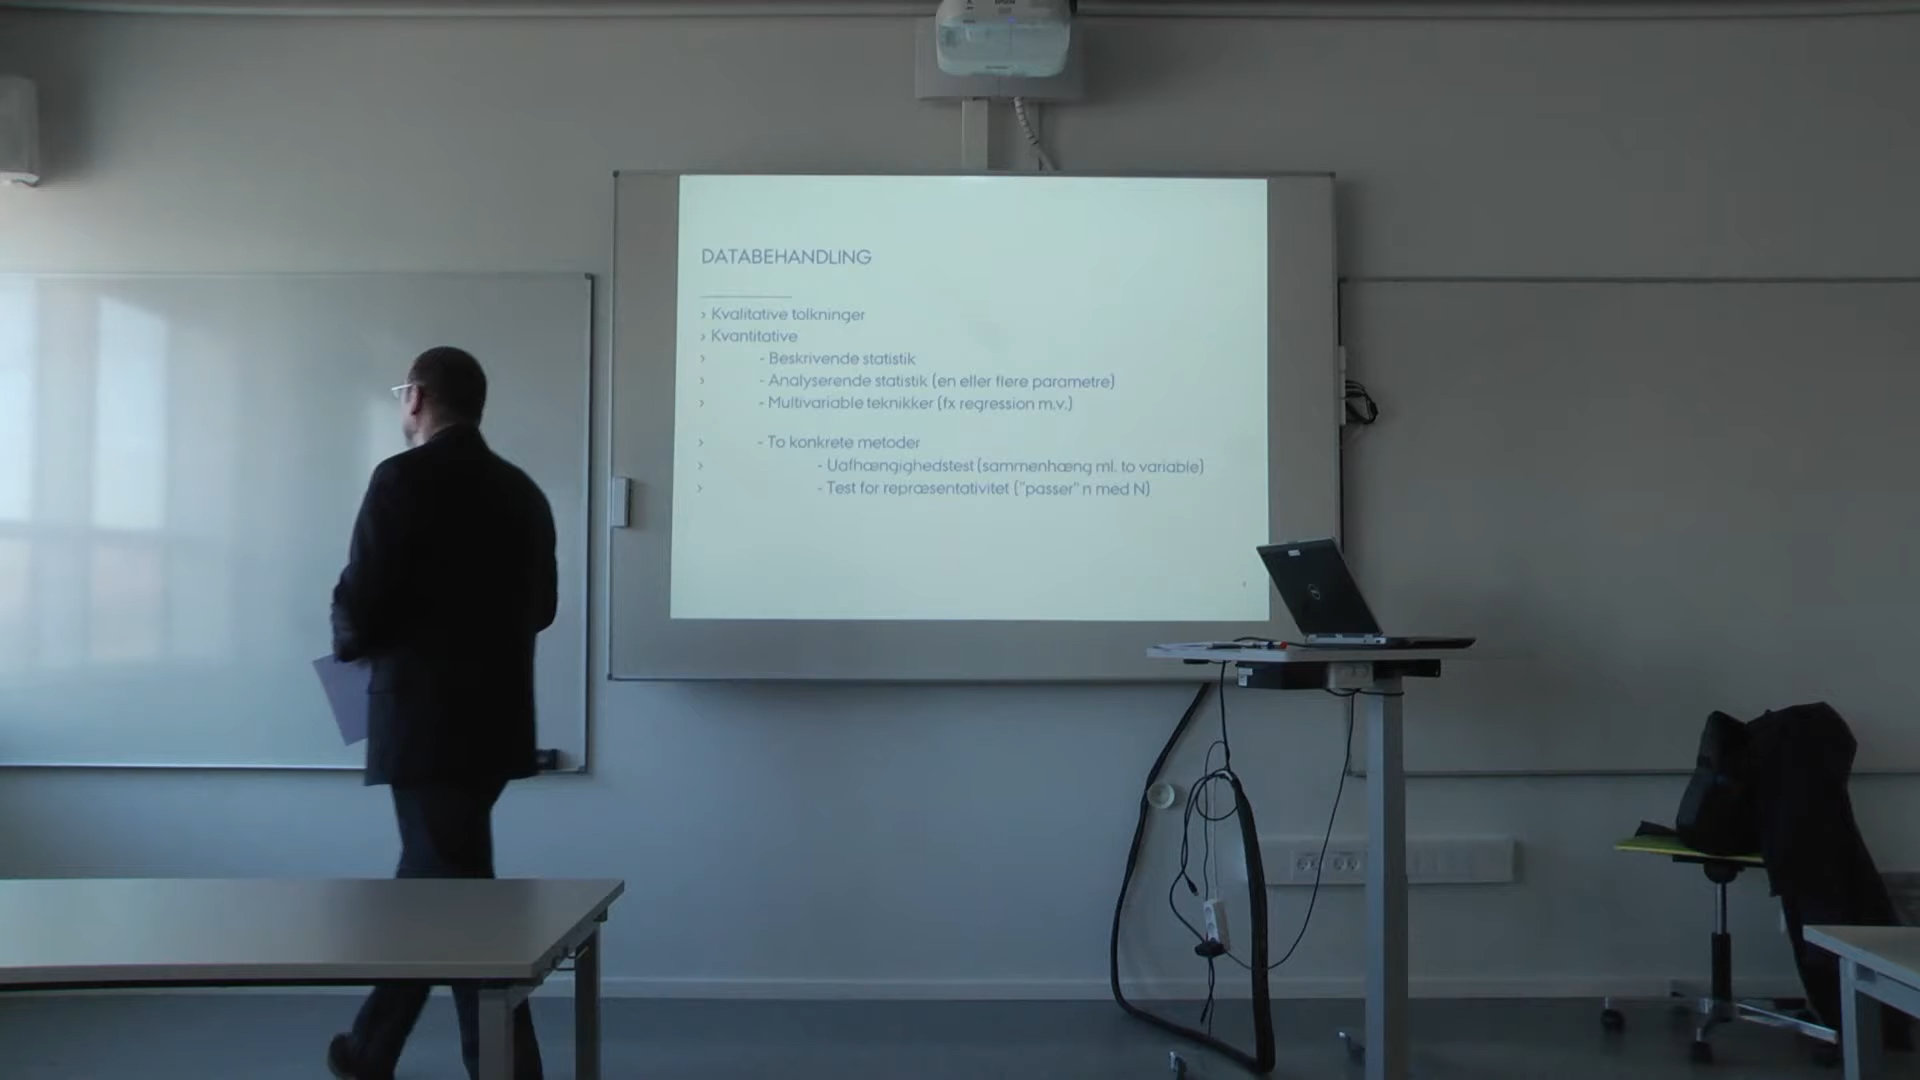 DATABEHANDLING
› Kvalitative tolkninger
› Kvantitative
› - Beskrivende statistik
› - Analyserende statistik (en eller flere parametre)
› - Multivariable teknikker (fx regression m.v.)
› - To konkrete metoder
› - Uafhængighedstest (sammenhæng ml. to variable)
› - Test for repræsentativitet ("passer" n med N)